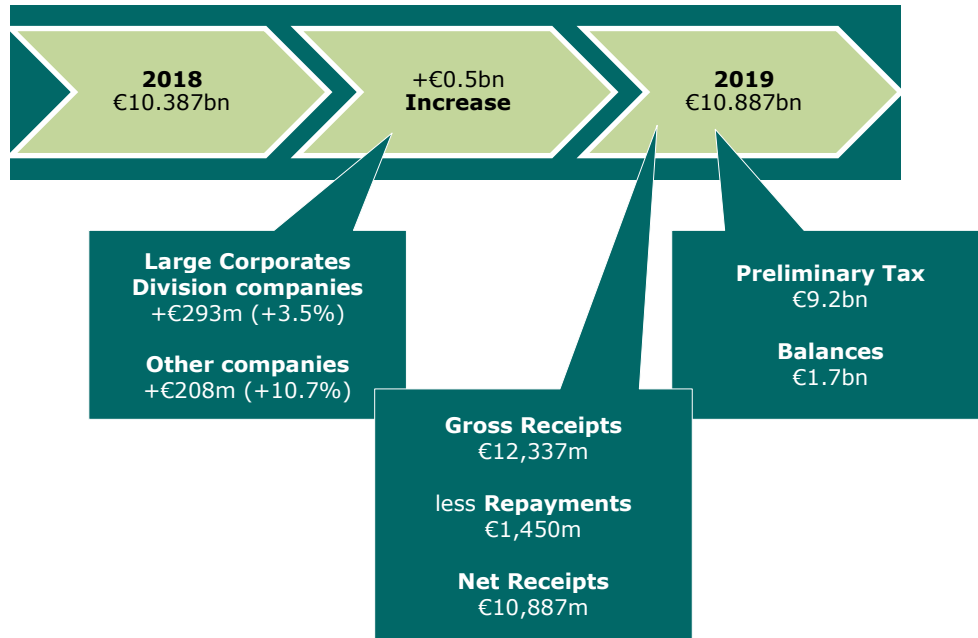 2018
€10.387bn
+€0.5bn
Increase
2019
€10.887bn
Large Corporates
Division companies
+€293m (+3.5%)
Other companies
+€208m (+10.7%)
Gross Receipts
€12,337m
less Repayments
€1,450m
Net Receipts
€10,887m
Preliminary Tax
€9.2bn
Balances
€1.7bn